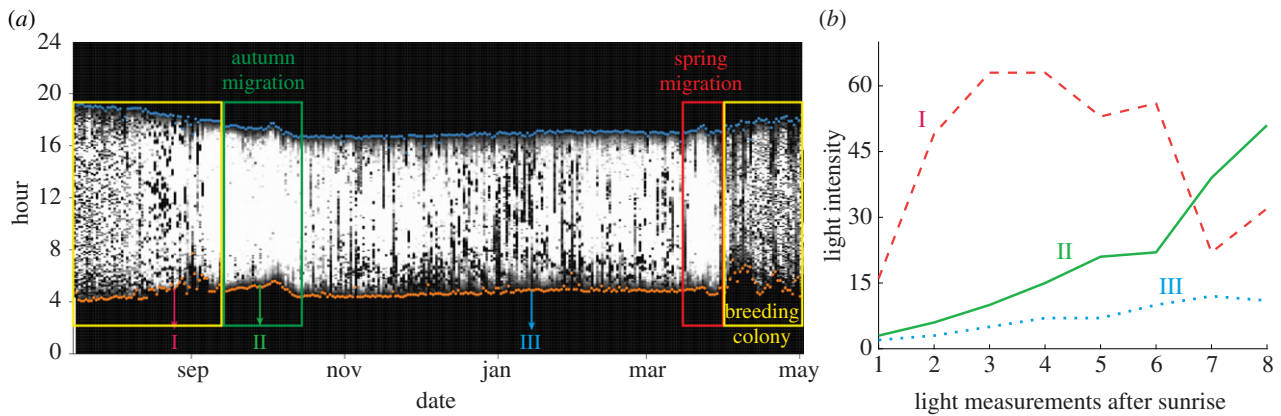 (a)
24
20
16
12
8
4
0
hour
autumn
migration
spring
migration
breeding
colony
I
II
III
sep
nov
jan
mar
may
date
(b)
60
45
30
15
0
light intensity
I
II
III
1 2 3 4 5 6 7 8
light measurements after sunrise